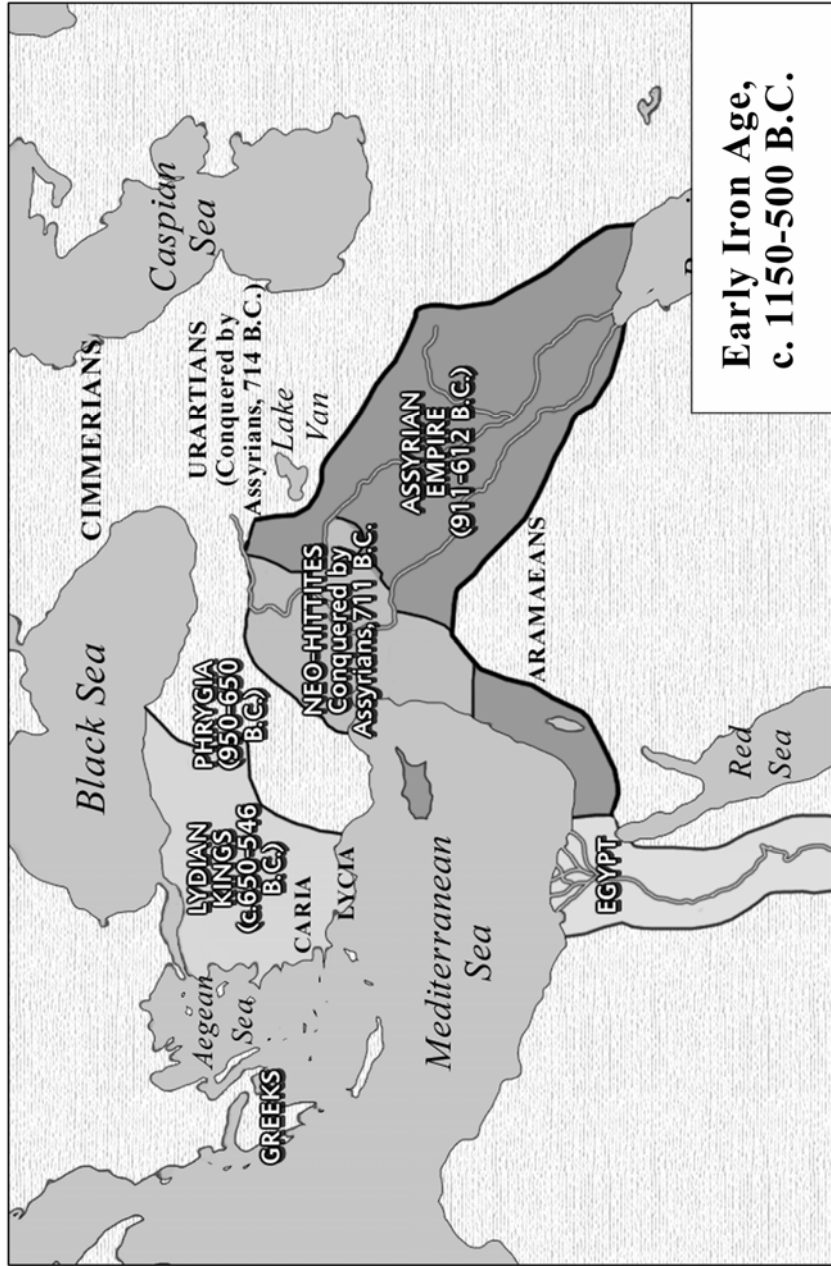 Black Sea
CIMMERIANS
Caspian
Sea
URARTIANS
(Conquered by
Assyrians, 714 B.C.)
Lake
Van
PHRYGIA
(950-650
B.C.)
LYDIAN
KINGS
(c.650-546
B.C.)
CARIA
LYCIA
Aegean
Sea
GREEKS
NEO-HITTITES
Conquered by
Assyrians,711 B.C.
ASSYRIAN
EMPIRE
(911-612 B.C.)
ARAMAEANS
Mediterranean
Sea
EGYPT
Red
Sea
Early Iron Age,
c. 1150-500 B.C.